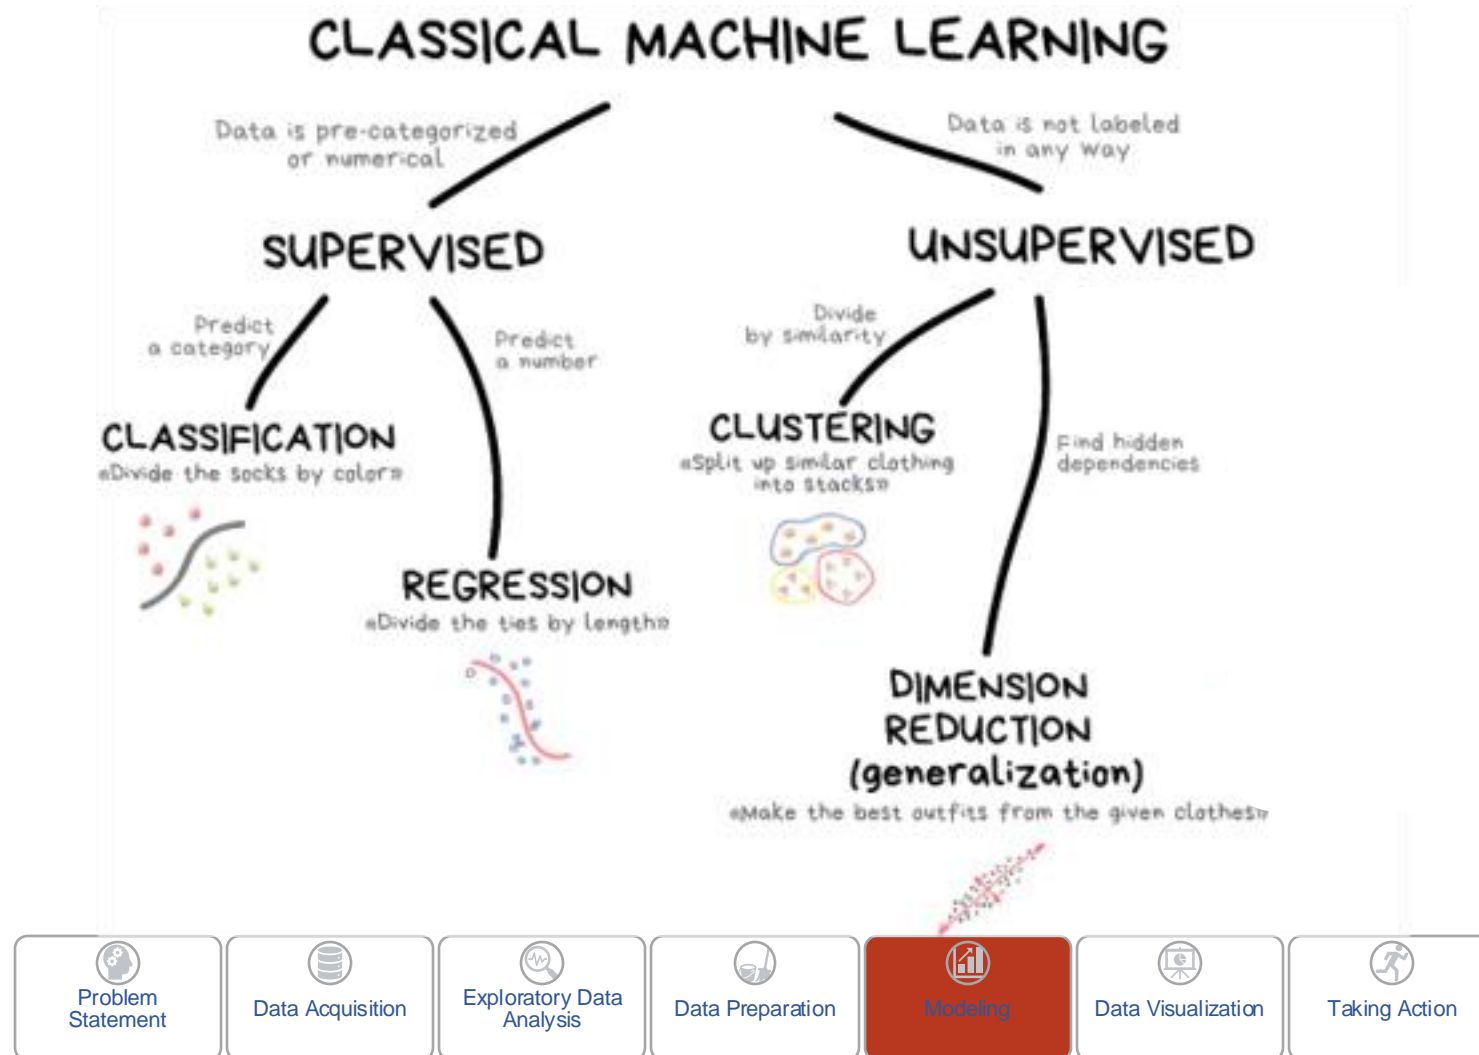 CLASSICAL MACHINE LEARNING
Data is pre-categorized
or numerical
Data is not labeled
in any way
SUPERVISED
UNSUPERVISED
Predict
a category
Predict
a number
Divide
by similarity
Find hidden
dependencies
CLASSIFICATION
«Divide the socks by color»
CLUSTERING
«Split up similar clothing
into stacks»
REGRESSION
«Divide the ties by length»
DIMENSION
REDUCTION
(generalization)
«Make the best outfits from the given clothes»
Problem
Statement
Data Acquisition
Exploratory Data
Analysis
Data Preparation
Modeling
Data Visualization
Taking Action